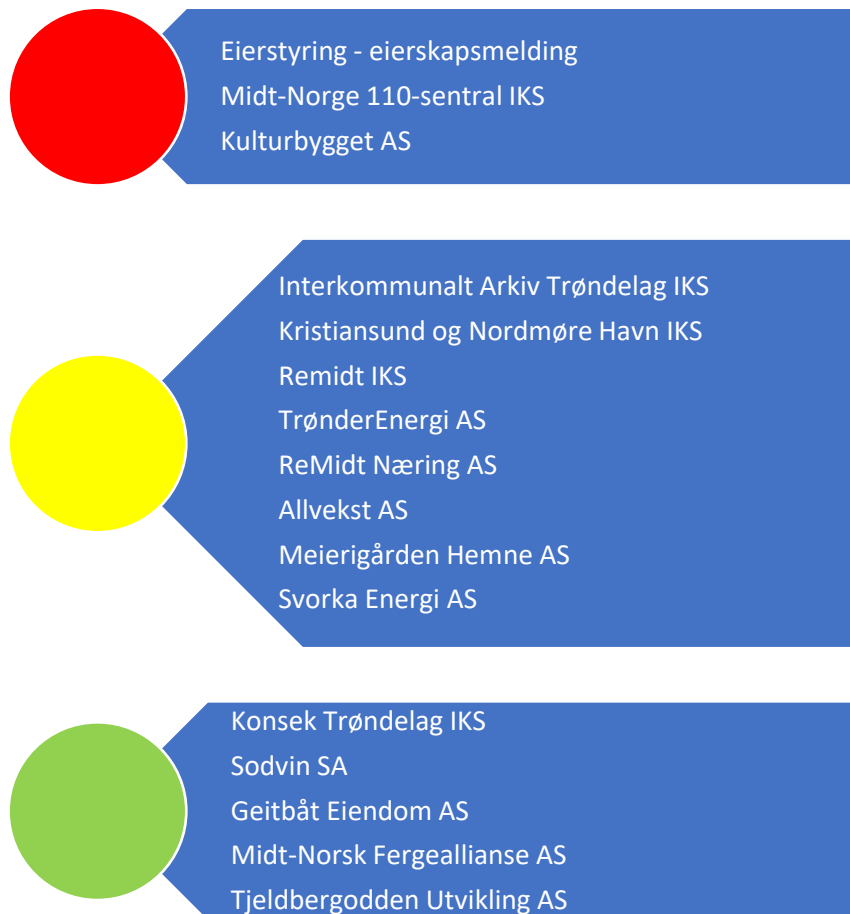 Eierstyring - eierskapsmelding
Midt-Norge 110-sentral IKS
Kulturbygget AS
Interkommunalt Arkiv Trøndelag IKS
Kristiansund og Nordmøre Havn IKS
Remidt IKS
TrønderEnergi AS
ReMidt Næring AS
Allvekst AS
Meierigården Hemne AS
Svorka Energi AS
Konsek Trøndelag IKS
Sodvin SA
Geitbåt Eiendom AS
Midt-Norsk Fergeallianse AS
Tjeldbergodden Utvikling AS